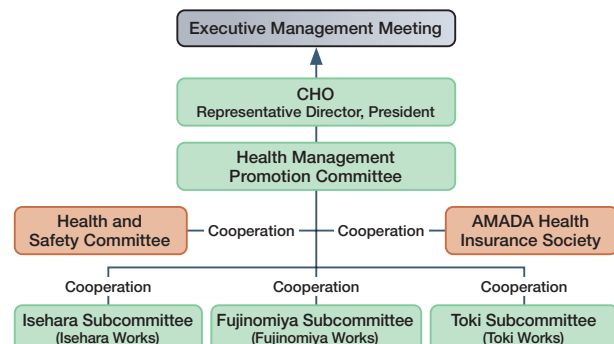 Executive Management Meeting
CHO
Representative Director, President
Health Management
Promotion Committee
Health and
Safety Committee
Cooperation
Cooperation
AMADA Health
Insurance Society
Cooperation
Cooperation
Cooperation
Isehara Subcommittee
(Isehara Works)
Fujinomiya Subcommittee
(Fujinomiya Works)
Toki Subcommittee
(Toki Works)